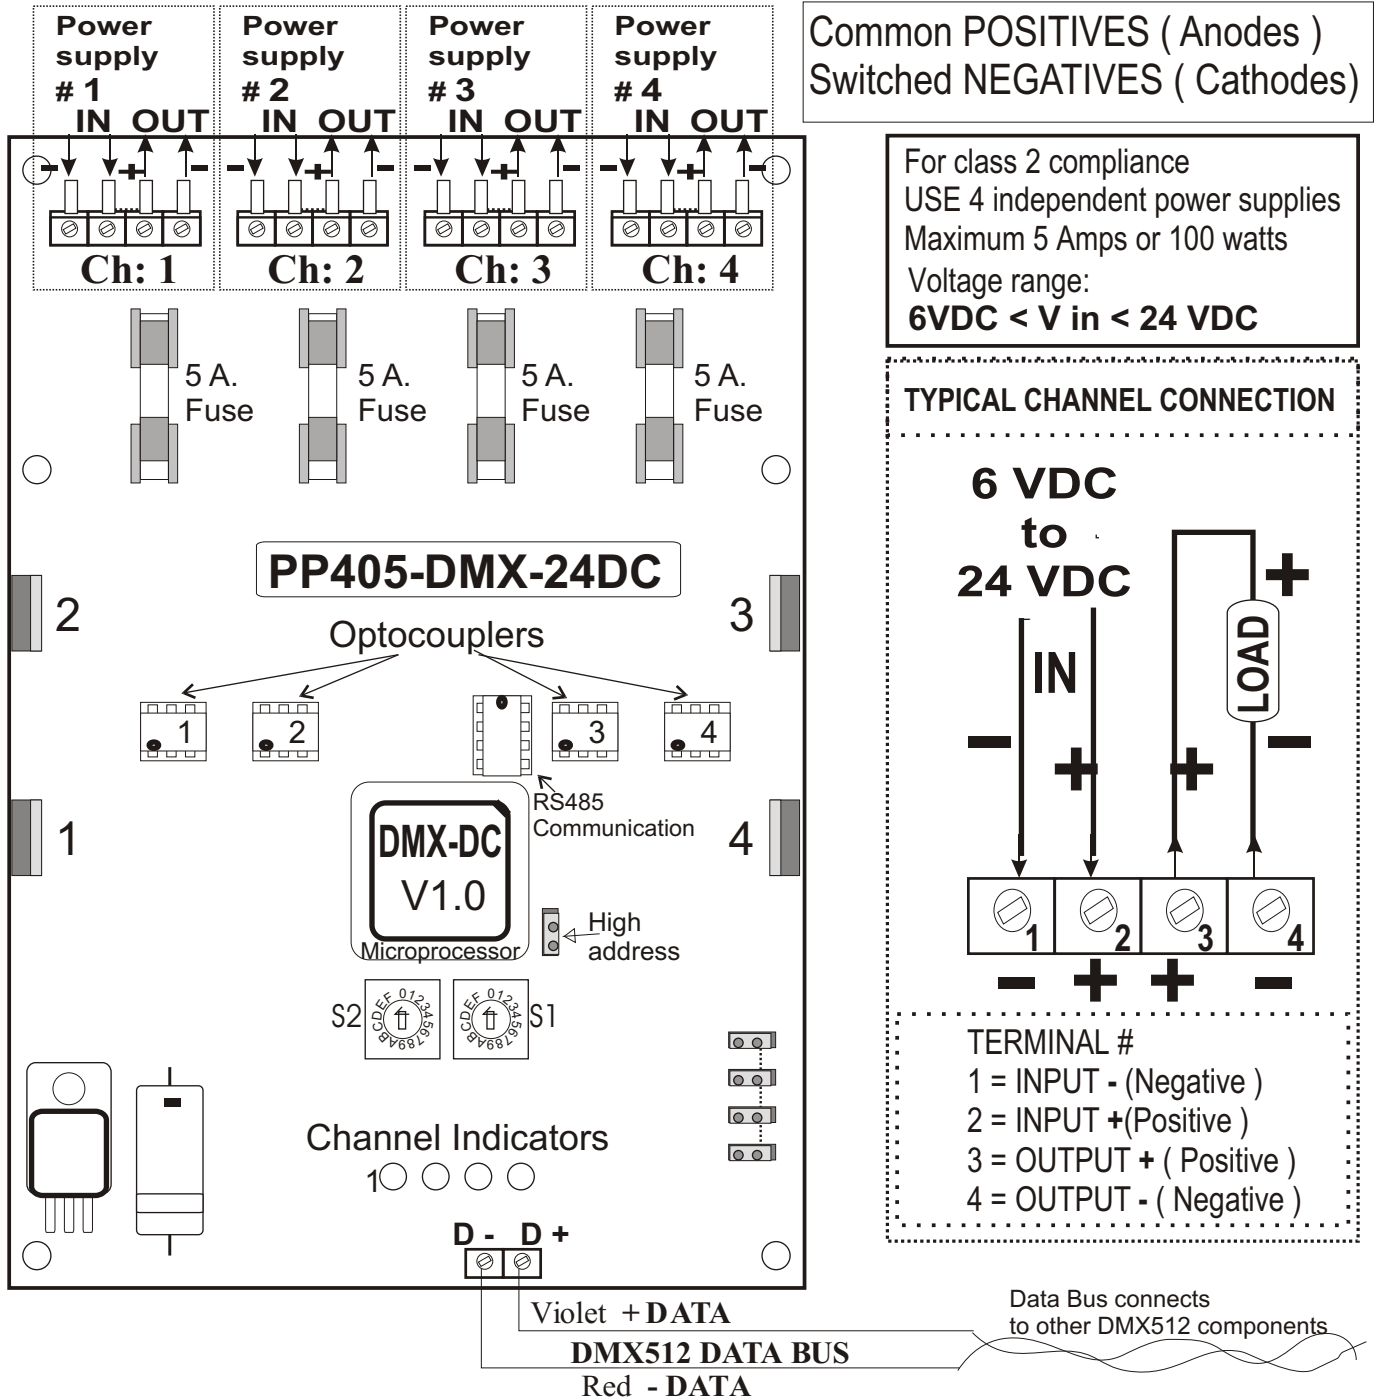 Power supply # 1
Power supply # 2
Power supply # 3
Power supply # 4
IN OUT
IN OUT
IN OUT
IN OUT
- + -
- + -
- + -
- + -
Ch: 1
Ch: 2
Ch: 3
Ch: 4
Common POSITIVES ( Anodes )
Switched NEGATIVES ( Cathodes)
For class 2 compliance
USE 4 independent power supplies
Maximum 5 Amps or 100 watts
Voltage range:
6VDC < V in < 24 VDC
5 A.
Fuse
5 A.
Fuse
5 A.
Fuse
5 A.
Fuse
PP405-DMX-24DC
2
3
Optocouplers
1
2
3
4
RS485
Communication
1
4
DMX-DC
V1.0
Microprocessor
High
address
S2
0123456789ABCDEF
0123456789ABCDEF
S1
Channel Indicators
1
D - D +
Violet + DATA
DMX512 DATA BUS
Red - DATA
Data Bus connects
to other DMX512 components
TYPICAL CHANNEL CONNECTION
6 VDC
to
24 VDC
IN
LOAD
+
- + + -
1 2 3 4
- + + -
TERMINAL #
1 = INPUT - (Negative )
2 = INPUT +(Positive )
3 = OUTPUT + ( Positive )
4 = OUTPUT - ( Negative )